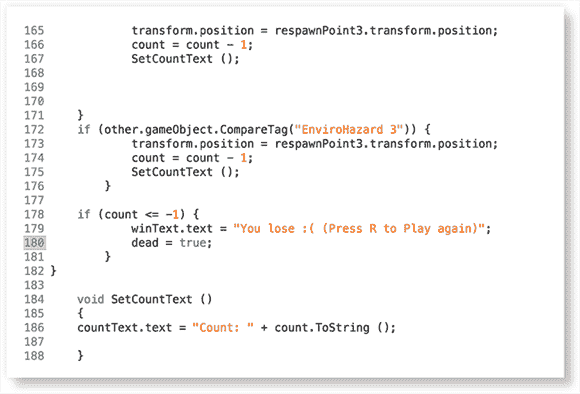 165 transform.position = respawnPoint3.transform.position;
166 count = count - 1;
167 SetCountText ();
168
169
170
171 }
172 if (other.gameObject.CompareTag("EnviroHazard 3")) {
173 transform.position = respawnPoint3.transform.position;
174 count = count - 1;
175 SetCountText ();
176 }
177
178 if (count <= -1) {
179 winText.text = "You lose :( (Press R to Play again)";
180 dead = true;
181 }
182 }
183
184 void SetCountText ()
185 {
186 countText.text = "Count: " + count.ToString ();
187
188 }